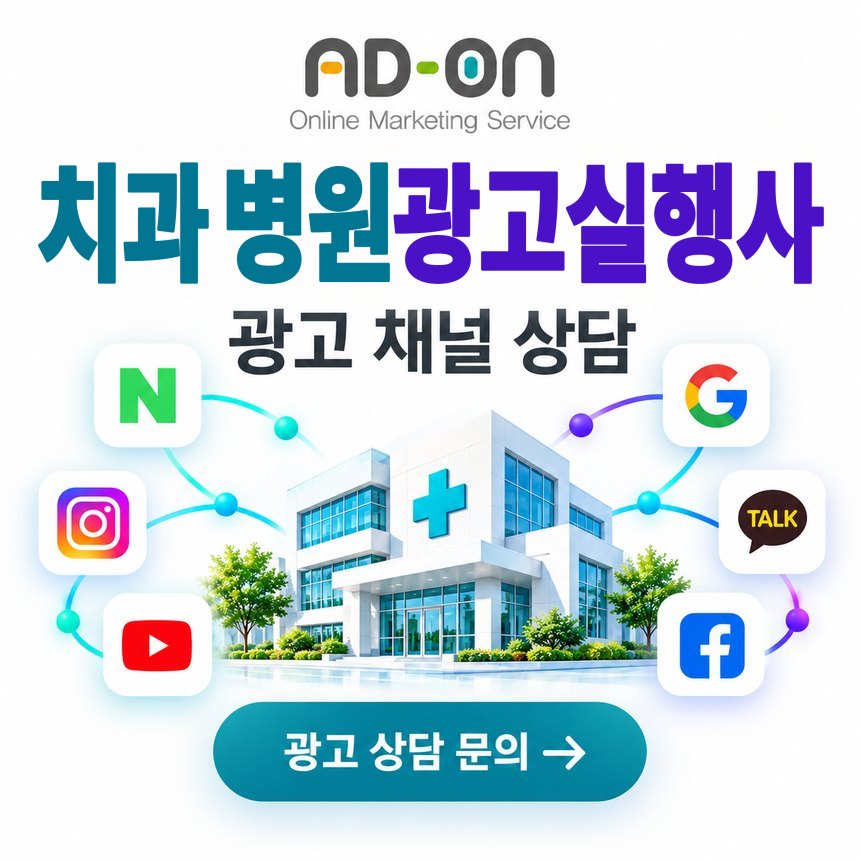 AD-ON
Online Marketing Service
치과 병원광고실행사
광고 채널 상담
N
G
TALK
f
광고 상담 문의 →